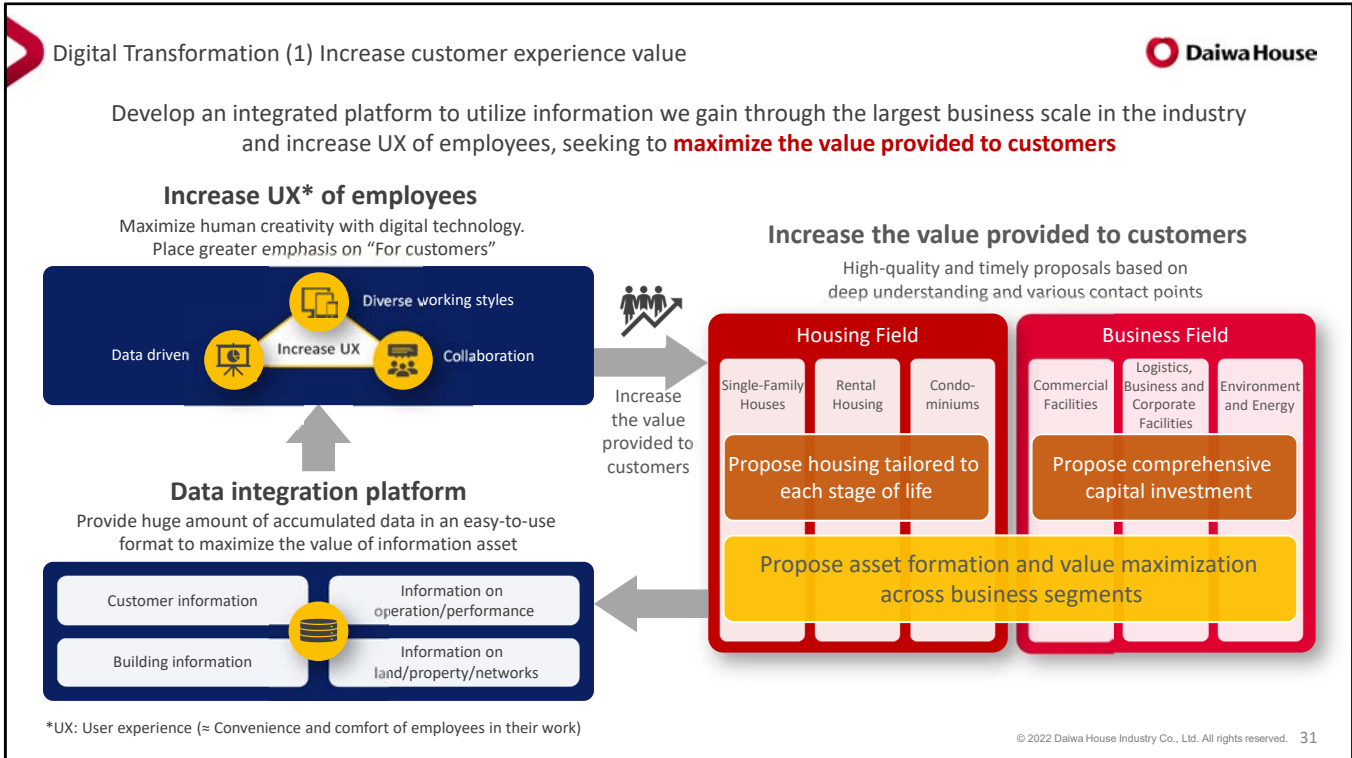 Digital Transformation (1) Increase customer experience value
Daiwa House
Develop an integrated platform to utilize information we gain through the largest business scale in the industry
and increase UX of employees, seeking to maximize the value provided to customers
Increase UX* of employees
Maximize human creativity with digital technology.
Place greater emphasis on “For customers”
Diverse working styles
Data driven
Increase UX
Collaboration
Increase
the value
provided to
customers
Data integration platform
Provide huge amount of accumulated data in an easy-to-use
format to maximize the value of information asset
Customer information
Information on
operation/performance
Building information
Information on
land/property/networks
Increase the value provided to customers
High-quality and timely proposals based on
deep understanding and various contact points
Housing Field
Single-Family
Houses
Rental
Housing
Condo-
miniums
Propose housing tailored to
each stage of life
Business Field
Commercial
Facilities
Logistics,
Business and
Corporate
Facilities
Environment
and Energy
Propose comprehensive
capital investment
Propose asset formation and value maximization
across business segments
*UX: User experience (≈ Convenience and comfort of employees in their work)
© 2022 Daiwa House Industry Co., Ltd. All rights reserved. 31